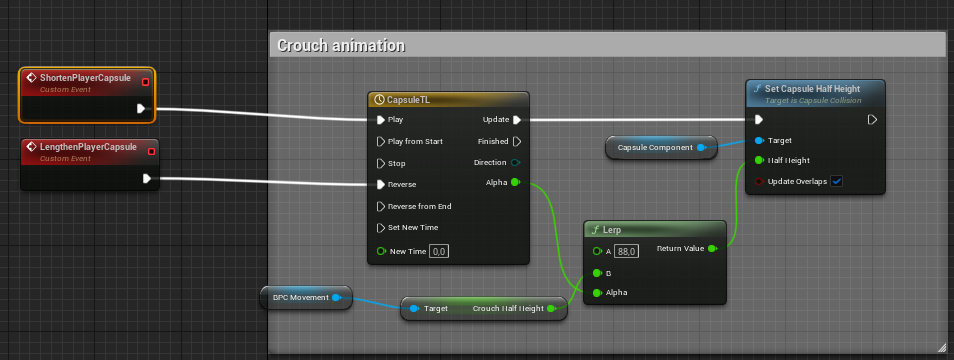 Crouch animation
ShortenPlayerCapsule
Custom Event
LengthenPlayerCapsule
Custom Event
CapsuleTL
Play
Update
Play from Start
Finished
Stop
Direction
Reverse
Alpha
Reverse from End
Set New Time
New Time 0,0
Set Capsule Half Height
Target is Capsule Collision
Target
Half Height
Update Overlaps
Capsule Component
Lerp
A 88,0
Return Value
B
Alpha
BPC Movement
Target
Crouch Half Height